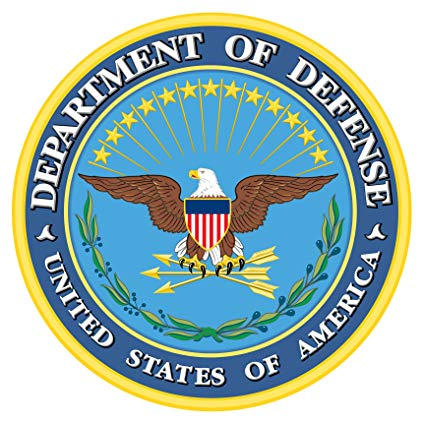 DEPARTMENT OF DEFENSE
UNITED STATES OF AMERICA